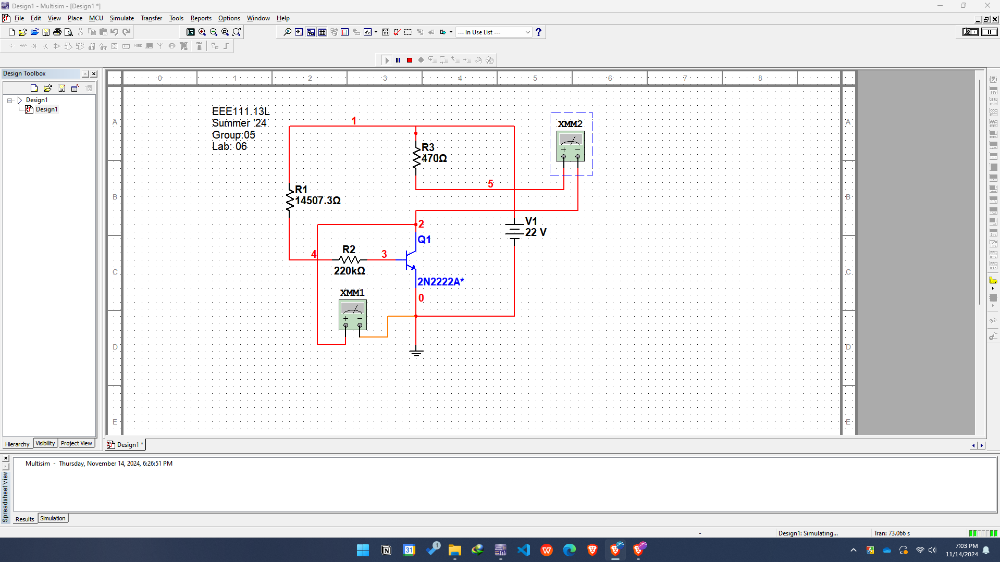 Design1 - Multisim - [Design1 *]
File Edit View Place MCU Simulate Transfer Tools Reports Options Window Help
--- In Use List ---
?
MISC
Design Toolbox
Design1
Design1
0 1 2 3 4 5 6 7 8
A A
B B
C C
D D
E E
EEE111.13L
Summer '24
Group:05
Lab: 06
1
XMM2
R3
470Ω
5
R1
14507.3Ω
2
V1
22 V
Q1
R2
4
3
220kΩ
2N2222A*
XMM1
0
1.4v
Hierarchy Visibility Project View
Design1 *
Multisim - Thursday, November 14, 2024, 6:26:51 PM
Spreadsheet View
Results Simulation
-
Design1: Simulating...
Tran: 73.066 s
31
1
7:03 PM
11/14/2024